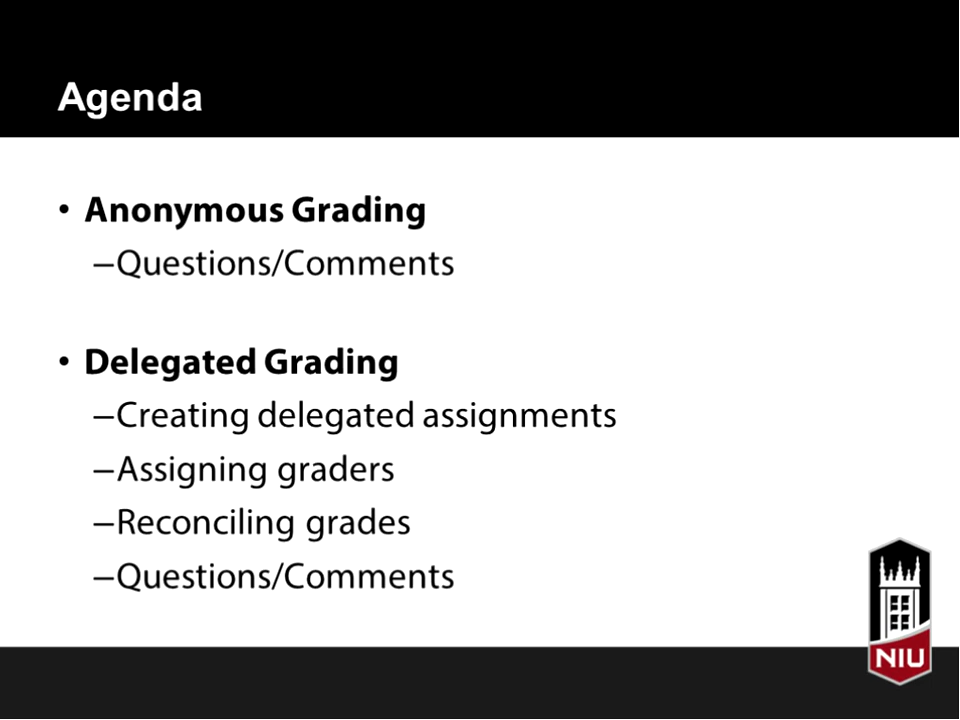 Agenda
• Anonymous Grading
–Questions/Comments
• Delegated Grading
–Creating delegated assignments
–Assigning graders
–Reconciling grades
–Questions/Comments
NIU